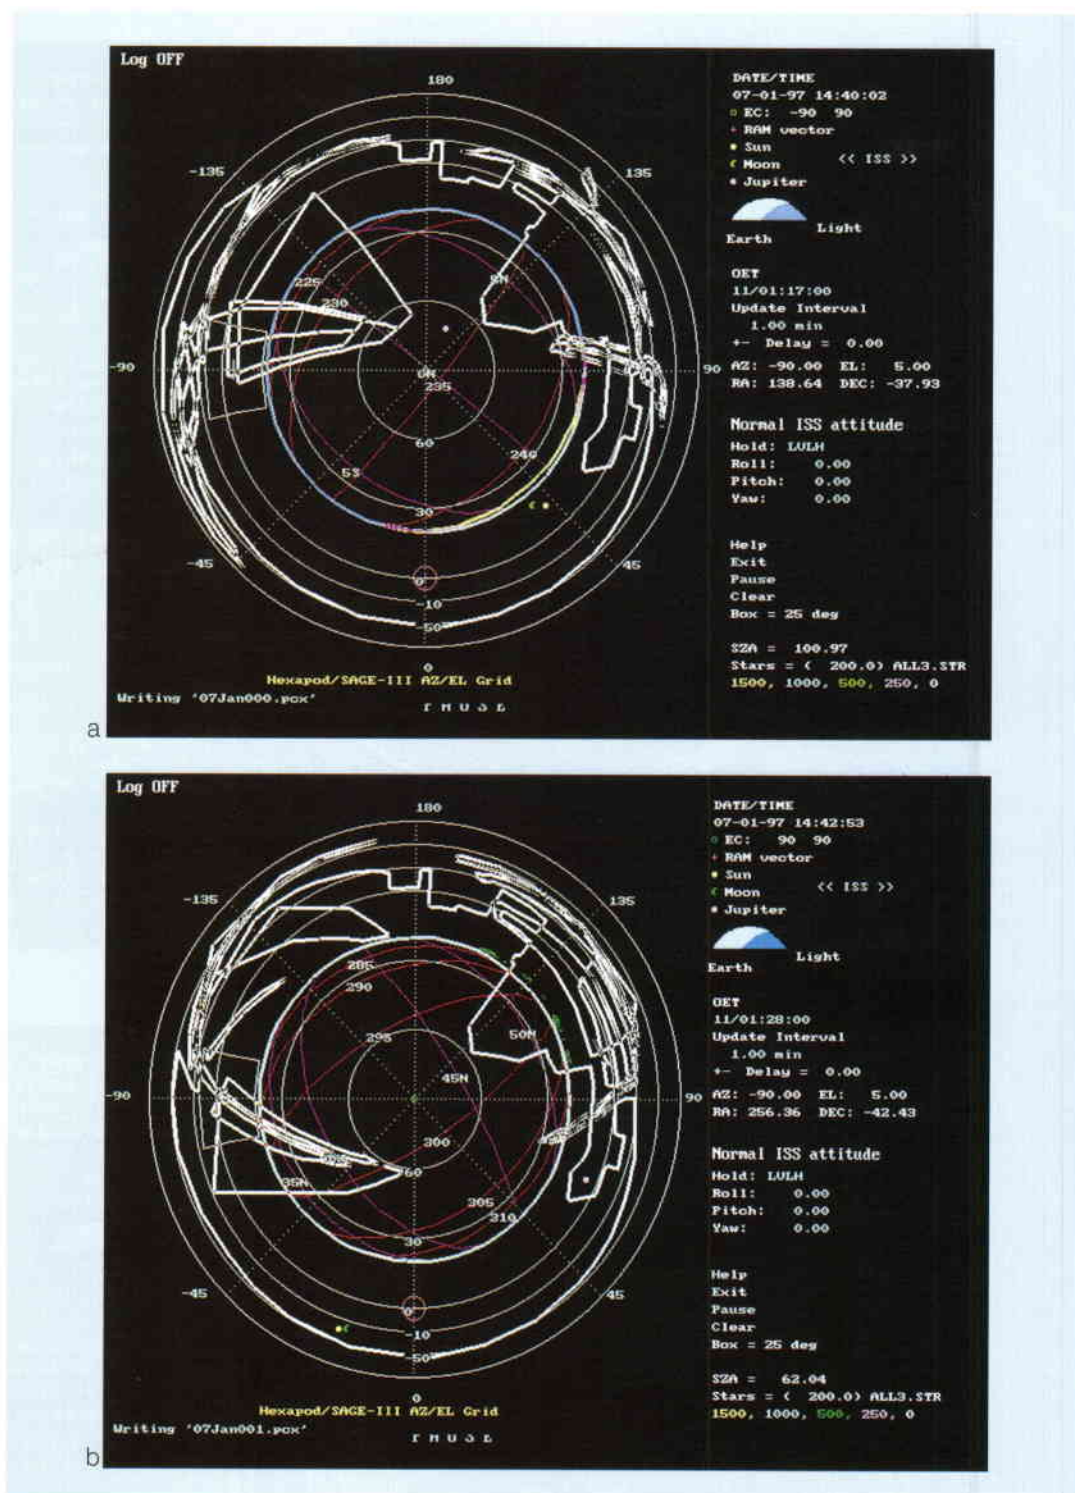 Log OFF
180
DATE/TIME
07-01-97 14:40:02
EC: -90 90
RAM vector
Sun
Moon << ISS >>
Jupiter
-135
135
Light
Earth
OET
11/01:17:00
Update Interval
1.00 min
+- Delay = 0.00
AZ: -90.00 EL: 5.00
RA: 138.64 DEC: -37.93
5N
225
230
-90
90
0N
235
60
240
5S
30
Normal ISS attitude
Hold: LVLH
Roll: 0.00
Pitch: 0.00
Yaw: 0.00
-45
45
0
-10
-50
0
Help
Exit
Pause
Clear
Box = 25 deg
SZA = 100.97
Stars = ( 200.0) ALL3.STR
1500, 1000, 500, 250, 0
Hexapod/SAGE-III AZ/EL Grid
Writing '07Jan000.pcx'
a
Log OFF
180
DATE/TIME
07-01-97 14:42:53
EC: 90 90
RAM vector
Sun
Moon << ISS >>
Jupiter
-135
135
Light
Earth
OET
11/01:28:00
Update Interval
1.00 min
+- Delay = 0.00
AZ: -90.00 EL: 5.00
RA: 256.36 DEC: -42.43
285
290
295
50N
45N
-90
90
300
60
35N
305
310
30
Normal ISS attitude
Hold: LVLH
Roll: 0.00
Pitch: 0.00
Yaw: 0.00
-45
45
0
-10
-50
0
Help
Exit
Pause
Clear
Box = 25 deg
SZA = 62.04
Stars = ( 200.0) ALL3.STR
1500, 1000, 500, 250, 0
Hexapod/SAGE-III AZ/EL Grid
Writing '07Jan001.pcx'
b